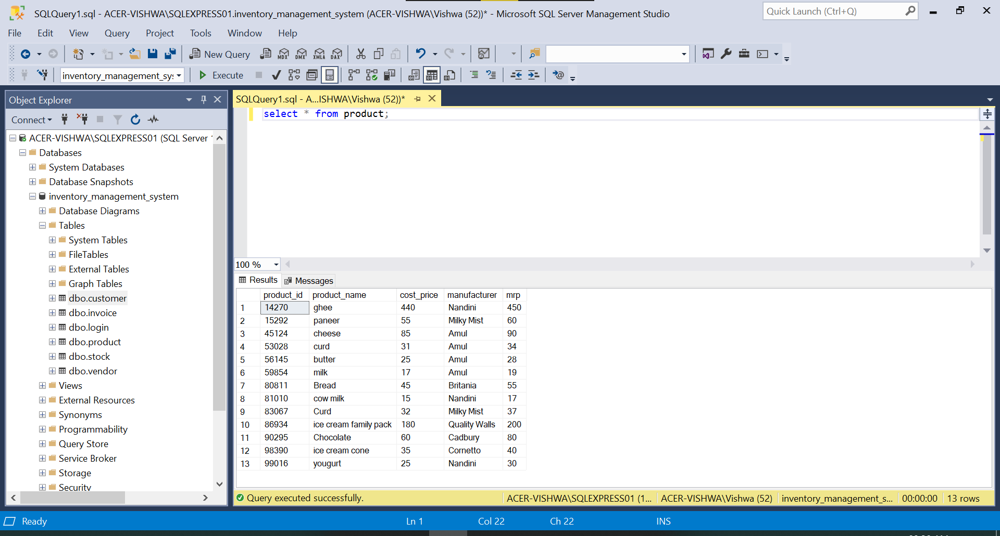 SQLQuery1.sql - ACER-VISHWA\SQLEXPRESS01.inventory_management_system (ACER-VISHWA\Vishwa (52))* - Microsoft SQL Server Management Studio
Quick Launch (Ctrl+Q)
File Edit View Query Project Tools Window Help
New Query MDX DMX XMLA DAX
inventory_management_sys Execute
Object Explorer
Connect
ACER-VISHWA\SQLEXPRESS01 (SQL Server
Databases
System Databases
Database Snapshots
inventory_management_system
Database Diagrams
Tables
System Tables
FileTables
External Tables
Graph Tables
dbo.customer
dbo.invoice
dbo.login
dbo.product
dbo.stock
dbo.vendor
Views
External Resources
Synonyms
Programmability
Query Store
Service Broker
Storage
Security
SQLQuery1.sql - A...ISHWA\Vishwa (52))*
select * from product;
100 %
Results Messages
product_id product_name cost_price manufacturer mrp
1 14270 ghee 440 Nandini 450
2 15292 paneer 55 Milky Mist 60
3 45124 cheese 85 Amul 90
4 53028 curd 31 Amul 34
5 56145 butter 25 Amul 28
6 59854 milk 17 Amul 19
7 80811 Bread 45 Britania 55
8 81010 cow milk 15 Nandini 17
9 83067 Curd 32 Milky Mist 37
10 86934 ice cream family pack 180 Quality Walls 200
11 90295 Chocolate 60 Cadbury 80
12 98390 ice cream cone 35 Cornetto 40
13 99016 yougurt 25 Nandini 30
Query executed successfully. ACER-VISHWA\SQLEXPRESS01 (1... ACER-VISHWA\Vishwa (52) inventory_management_s... 00:00:00 13 rows
Ready Ln 1 Col 22 Ch 22 INS